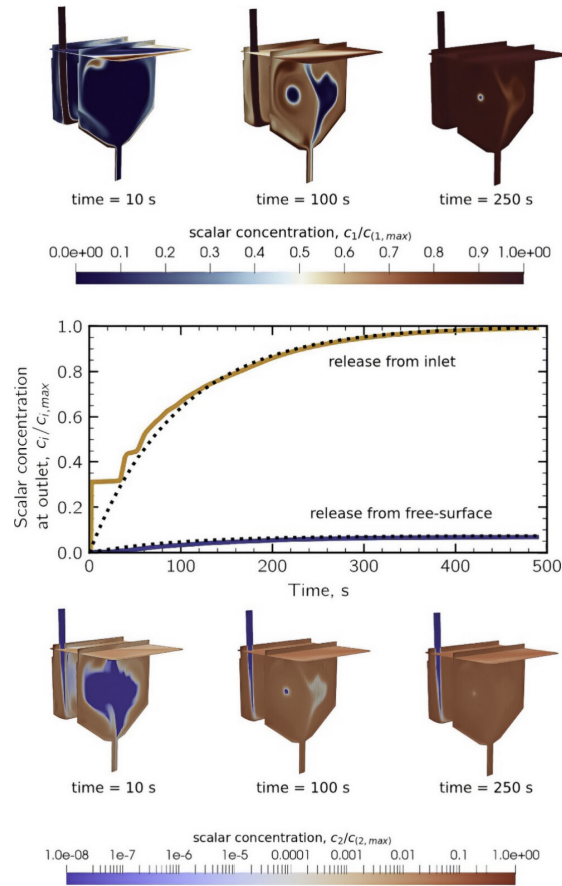 time = 10 s
time = 100 s
time = 250 s
scalar concentration, c₁/c₍₁,ₘₐₓ₎
0.0e+00 0.1 0.2 0.3 0.4 0.5 0.6 0.7 0.8 0.9 1.0e+00
Scalar concentration
at outlet, cᵢ/cᵢ,ₘₐₓ
1.0
0.8
0.6
0.4
0.2
0.0
release from inlet
release from free-surface
0 100 200 300 400 500
Time, s
time = 10 s
time = 100 s
time = 250 s
scalar concentration, c₂/c₍₂,ₘₐₓ₎
1.0e-08 1e-7 1e-6 1e-5 0.0001 0.001 0.01 0.1 1.0e+00